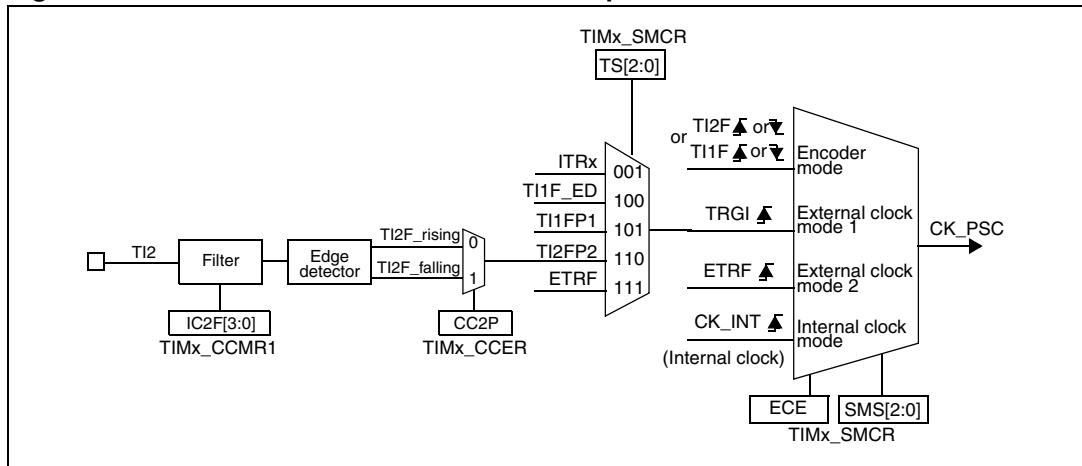 TIMx_SMCR
TS[2:0]
TI2F or
or
TI1F or
Encoder
mode
ITRx
001
TI1F_ED
100
TI1FP1
101
TI2FP2
110
ETRF
111
TRGI
External clock
mode 1
CK_PSC
TI2
Filter
Edge
detector
TI2F_rising
0
TI2F_falling
1
ETRF
External clock
mode 2
IC2F[3:0]
TIMx_CCMR1
CC2P
TIMx_CCER
CK_INT
Internal clock
mode
(Internal clock)
ECE
SMS[2:0]
TIMx_SMCR